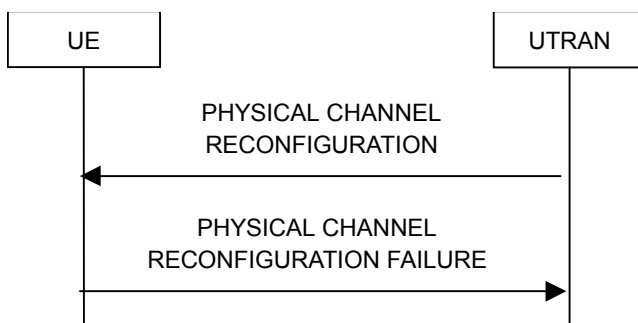 UE
UTRAN
PHYSICAL CHANNEL
RECONFIGURATION
PHYSICAL CHANNEL
RECONFIGURATION FAILURE